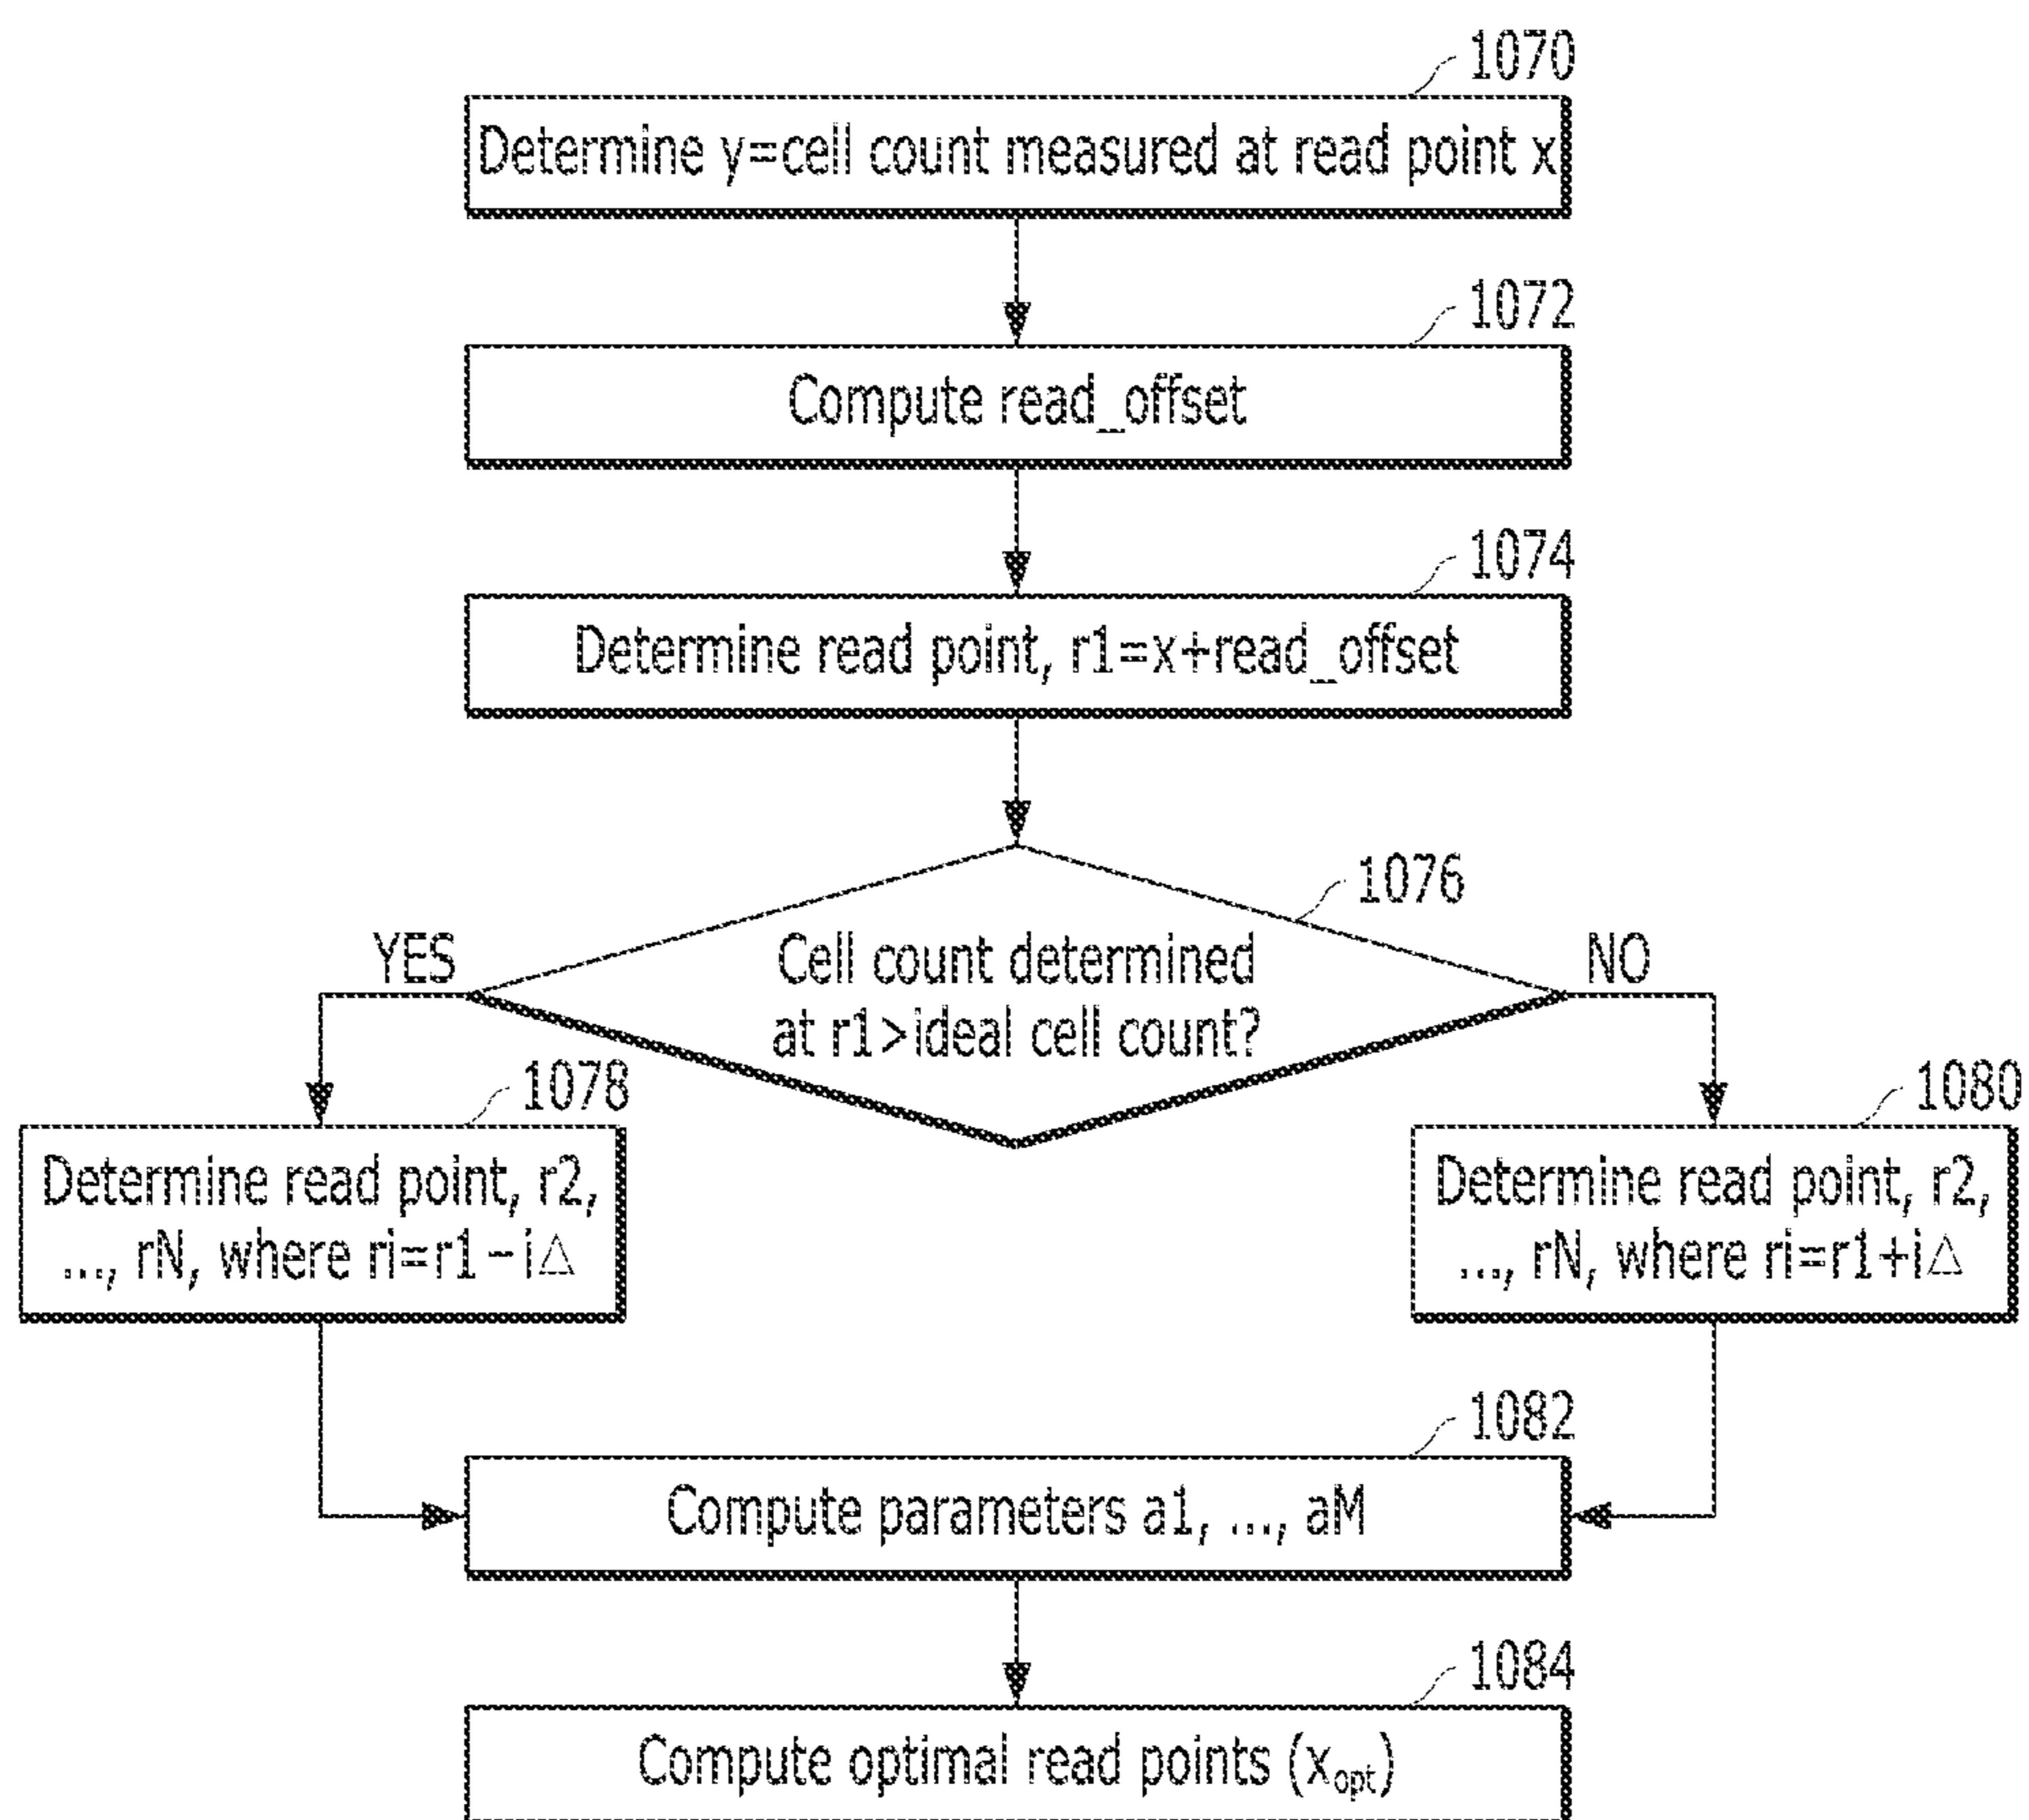 1070
Determine y=cell count measured at read point x
1072
Compute read_offset
1074
Determine read point, r1=x+read_offset
1076
YES
Cell count determined
at r1>ideal cell count?
NO
1078
Determine read point, r2,
..., rN, where ri=r1-i△
1080
Determine read point, r2,
..., rN, where ri=r1+i△
1082
Compute parameters a1, ..., aM
1084
Compute optimal read points (xopt)